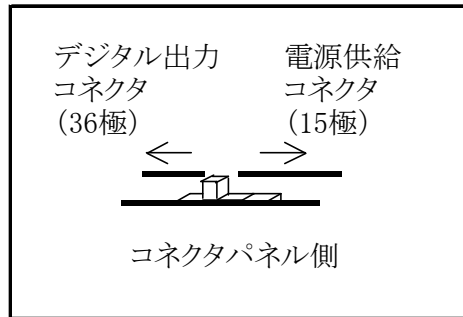 デジタル出力
コネクタ
(36極)
電源供給
コネクタ
(15極)
コネクタパネル側